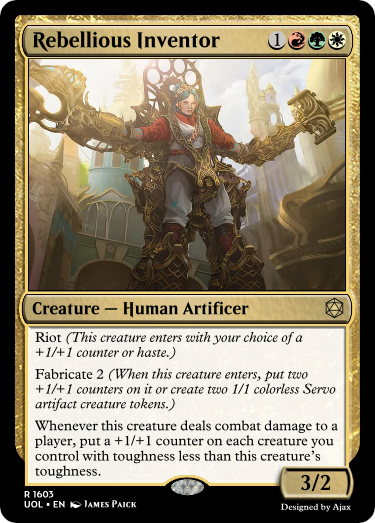 Rebellious Inventor 1
Creature — Human Artificer
Riot (This creature enters with your choice of a
+1/+1 counter or haste.)
Fabricate 2 (When this creature enters, put two
+1/+1 counters on it or create two 1/1 colorless Servo
artifact creature tokens.)
Whenever this creature deals combat damage to a
player, put a +1/+1 counter on each creature you
control with toughness less than this creature's
toughness.
3/2
R 1603
UOL • EN James Paick
Designed by Ajax